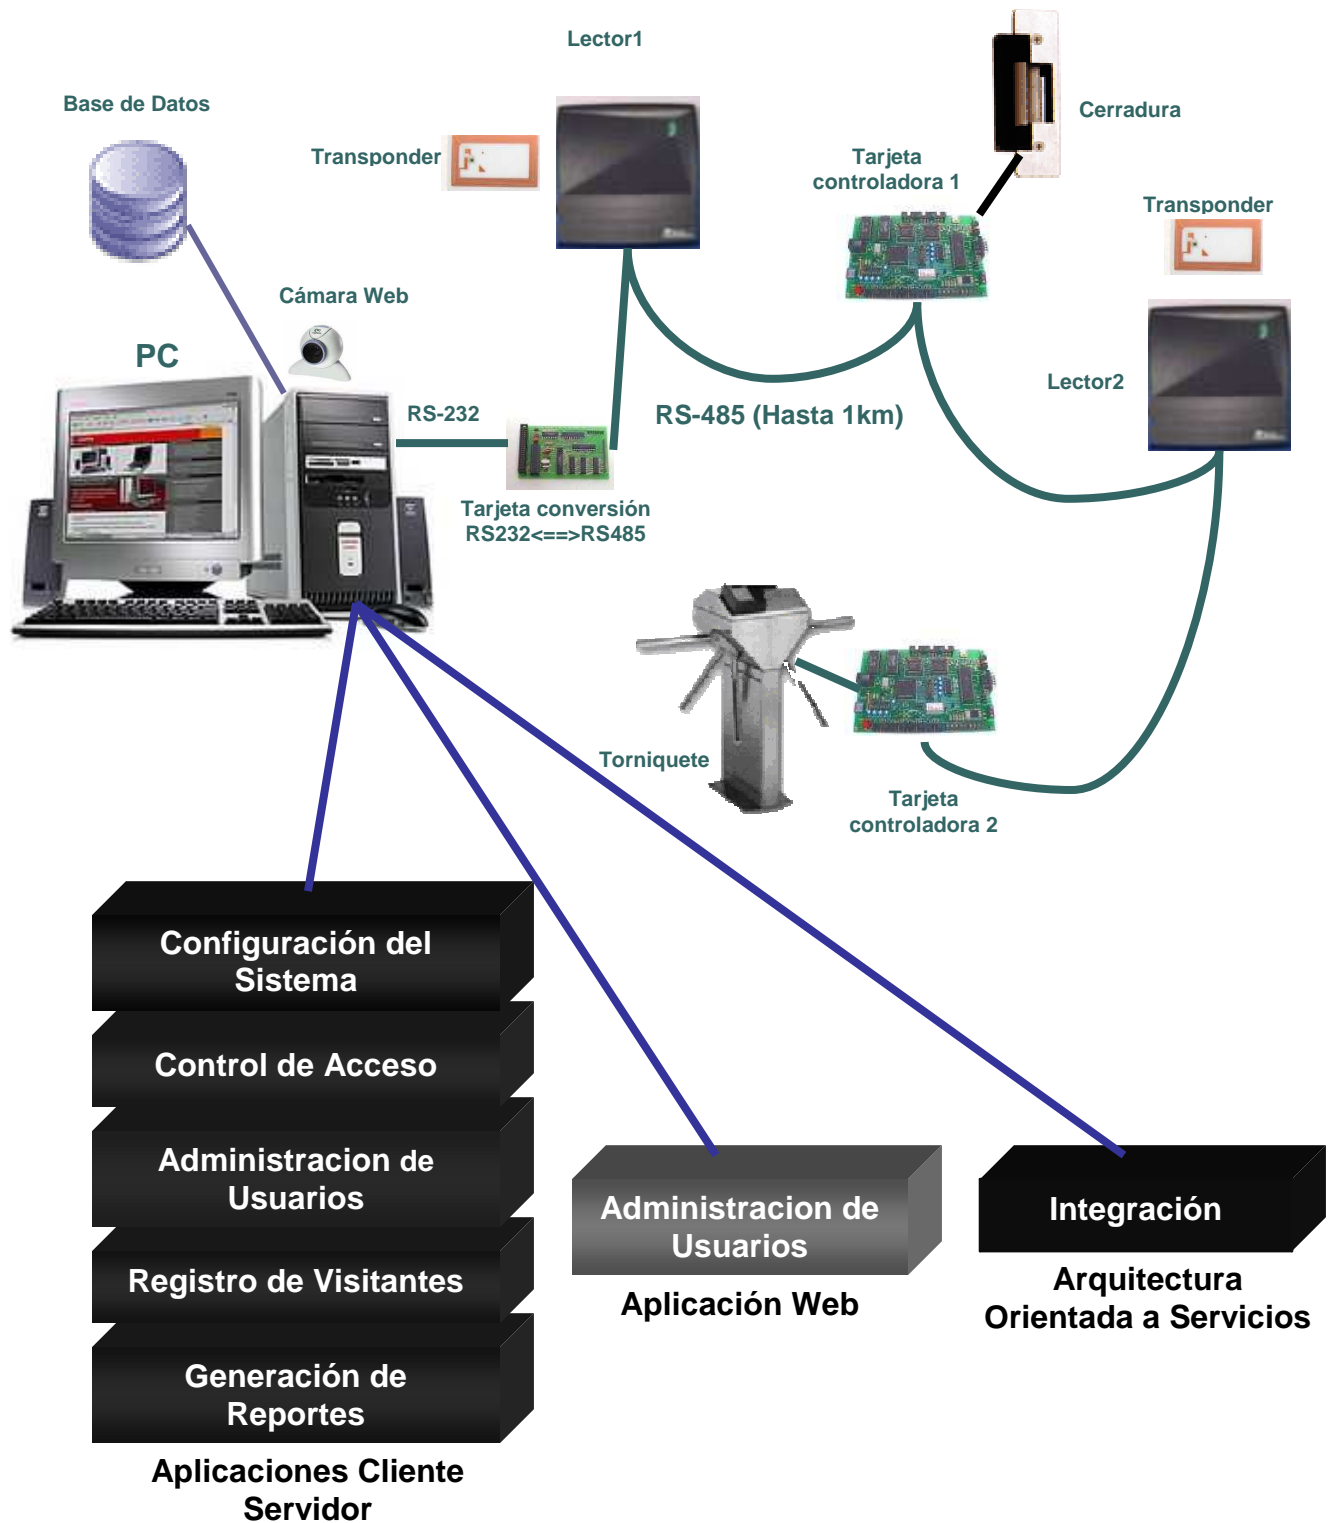 Lector1
Base de Datos
Cerradura
Transponder
Tarjeta
controladora 1
Transponder
Cámara Web
PC
Lector2
RS-232
RS-485 (Hasta 1km)
Tarjeta conversión
RS232<==>RS485
Torniquete
Tarjeta
controladora 2
Configuración del
Sistema
Control de Acceso
Administracion de
Usuarios
Registro de Visitantes
Generación de
Reportes
Aplicaciones Cliente
Servidor
Administracion de
Usuarios
Aplicación Web
Integración
Arquitectura
Orientada a Servicios